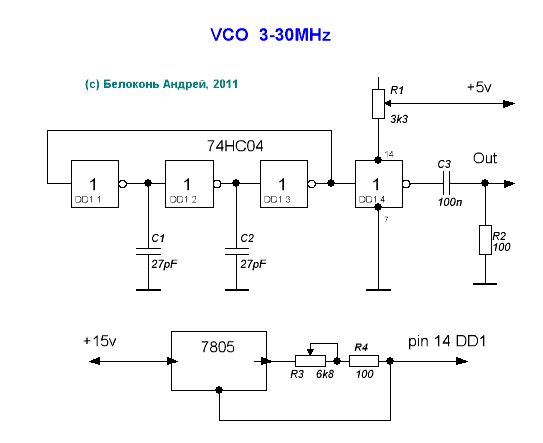 VCO 3-30MHz
(c) Белоконь Андрей, 2011
R1
+5v
3k3
74HC04
14
C3
Out
1
1
1
1
DD1.1
DD1.2
DD1.3
DD1.4
100n
7
C1
C2
R2
100
27pF
27pF
+15v
7805
R4
pin 14 DD1
R3
6k8
100